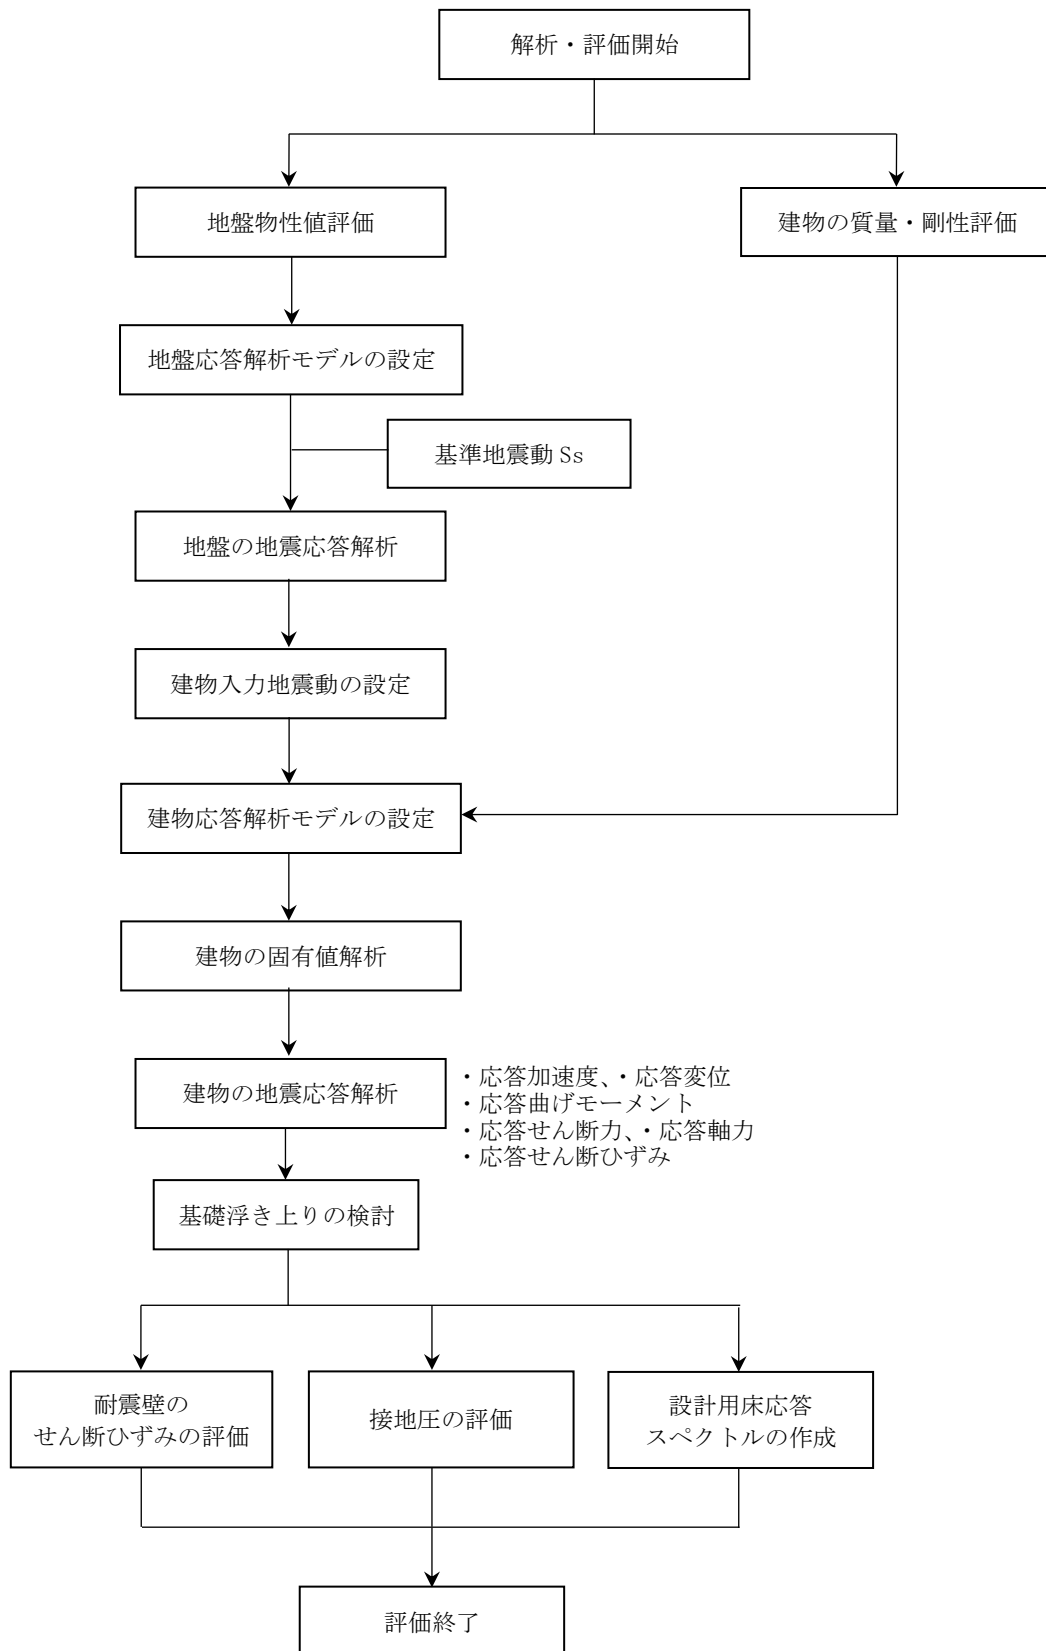 解析・評価開始
地盤物性値評価
建物の質量・剛性評価
地盤応答解析モデルの設定
基準地震動 Ss
地盤の地震応答解析
建物入力地震動の設定
建物応答解析モデルの設定
建物の固有値解析
建物の地震応答解析
・応答加速度、・応答変位
・応答曲げモーメント
・応答せん断力、・応答軸力
・応答せん断ひずみ
基礎浮き上りの検討
耐震壁の
せん断ひずみの評価
接地圧の評価
設計用床応答
スペクトルの作成
評価終了